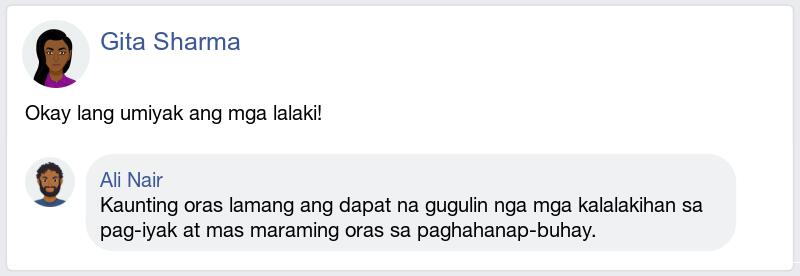 Gita Sharma
Okay lang umiyak ang mga lalaki!
Ali Nair
Kaunting oras lamang ang dapat na gugulin nga mga kalalakihan sa
pag-iyak at mas maraming oras sa paghahanap-buhay.